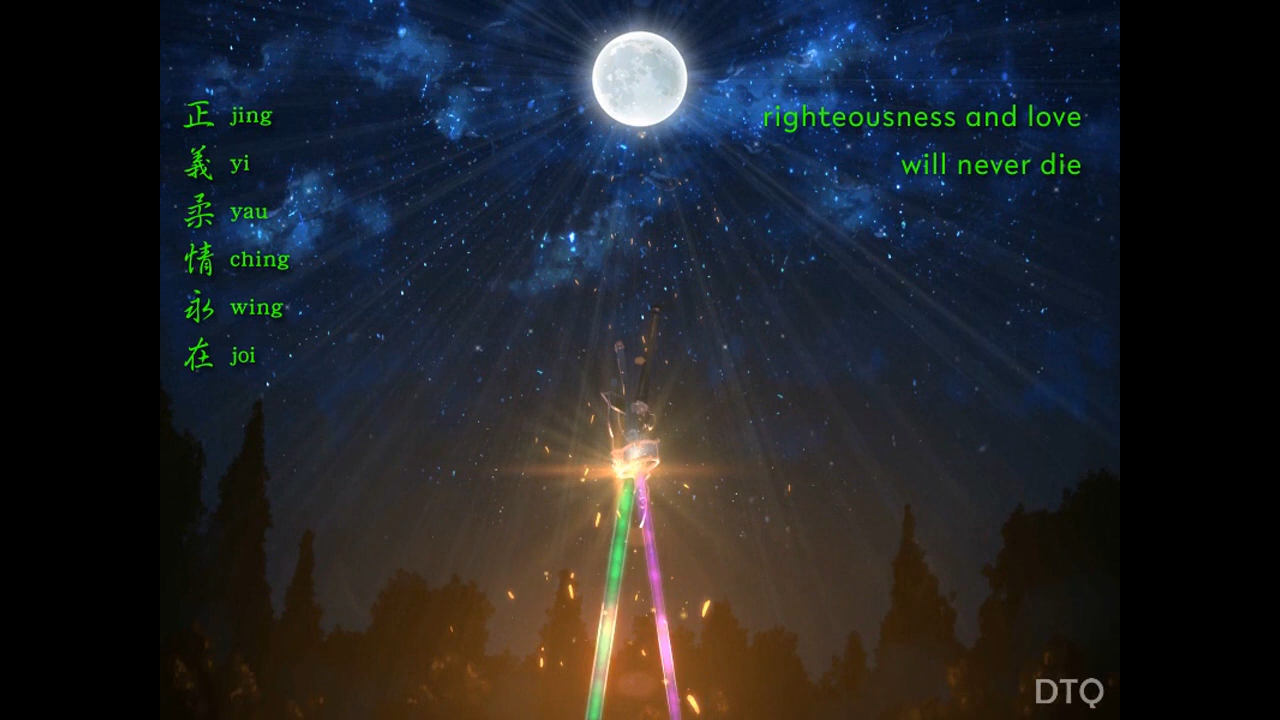 正 jing
義 yi
柔 yau
情 ching
永 wing
在 joi
righteousness and love
will never die
DTQ